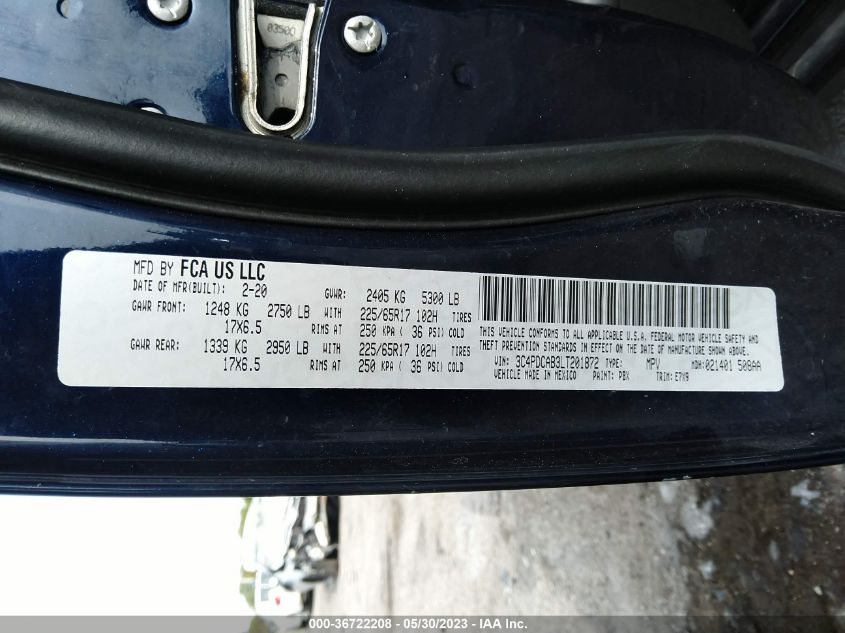 03500
MFD BY FCA US LLC
DATE OF MFR(BUILT): 2-20 GVWR: 2405 KG 5300 LB
GAWR FRONT: 1248 KG 2750 LB WITH 225/65R17 102H TIRES
17X6.5 RIMS AT 250 KPA ( 36 PSI) COLD
GAWR REAR: 1339 KG 2950 LB WITH 225/65R17 102H TIRES
17X6.5 RIMS AT 250 KPA ( 36 PSI) COLD
THIS VEHICLE CONFORMS TO ALL APPLICABLE U.S.A. FEDERAL MOTOR VEHICLE SAFETY AND
THEFT PREVENTION STANDARDS IN EFFECT ON THE DATE OF MANUFACTURE SHOWN ABOVE.
VIN: 3C4PDCAB3LT201872 TYPE: MPV MDH:021401 508AA
VEHICLE MADE IN MEXICO PAINT: PBX TRIM: E7X9
000-36722208 - 05/30/2023 - IAA Inc.